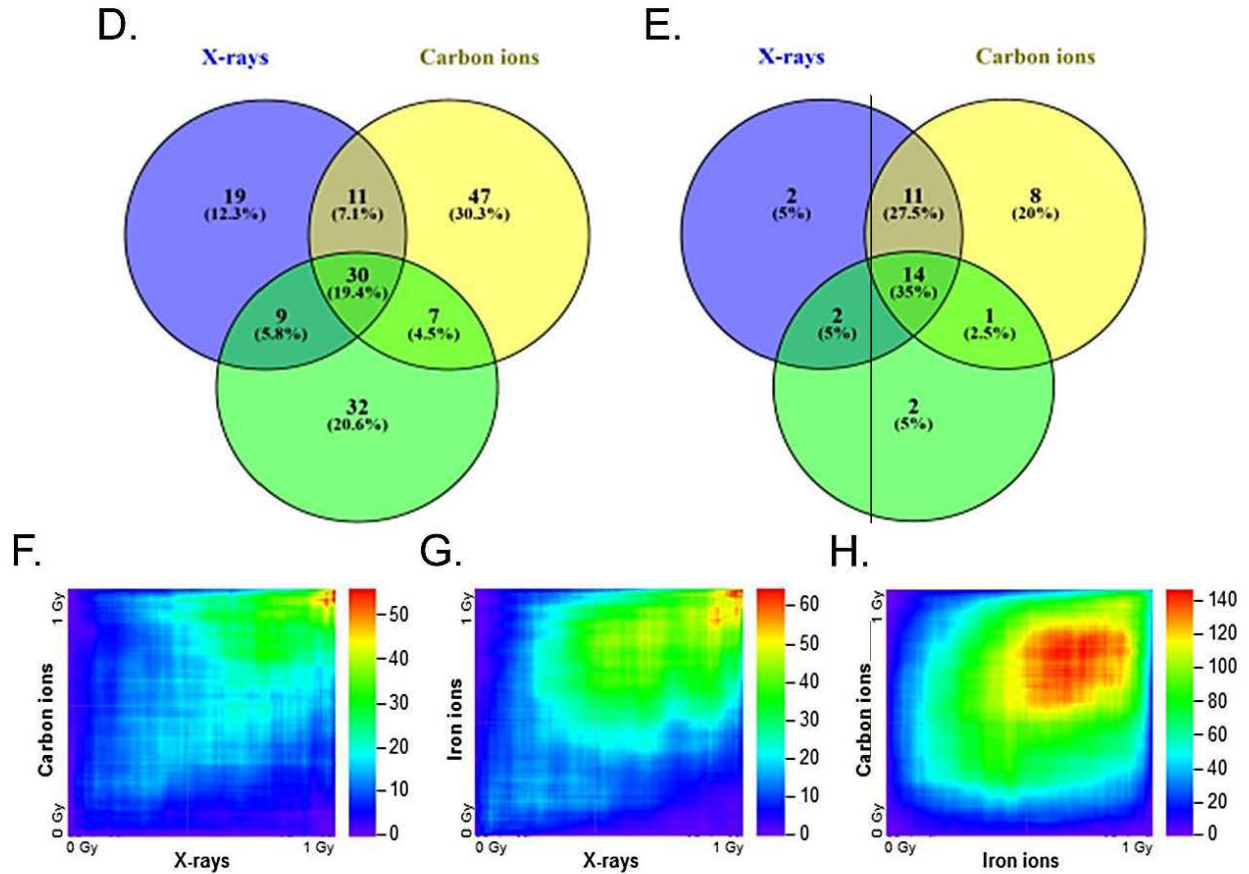 D.
X-rays
Carbon ions
19
(12.3%)
11
(7.1%)
47
(30.3%)
30
(19.4%)
9
(5.8%)
7
(4.5%)
32
(20.6%)
E.
X-rays
Carbon ions
2
(5%)
11
(27.5%)
8
(20%)
14
(35%)
2
(5%)
1
(2.5%)
2
(5%)
F.
1 Gy
Carbon ions
0 Gy
0 Gy
1 Gy
X-rays
50
40
30
20
10
0
G.
1 Gy
Iron ions
0 Gy
0 Gy
1 Gy
X-rays
60
50
40
30
20
10
0
H.
1 Gy
Carbon ions
0 Gy
0 Gy
1 Gy
Iron ions
140
120
100
80
60
40
20
0